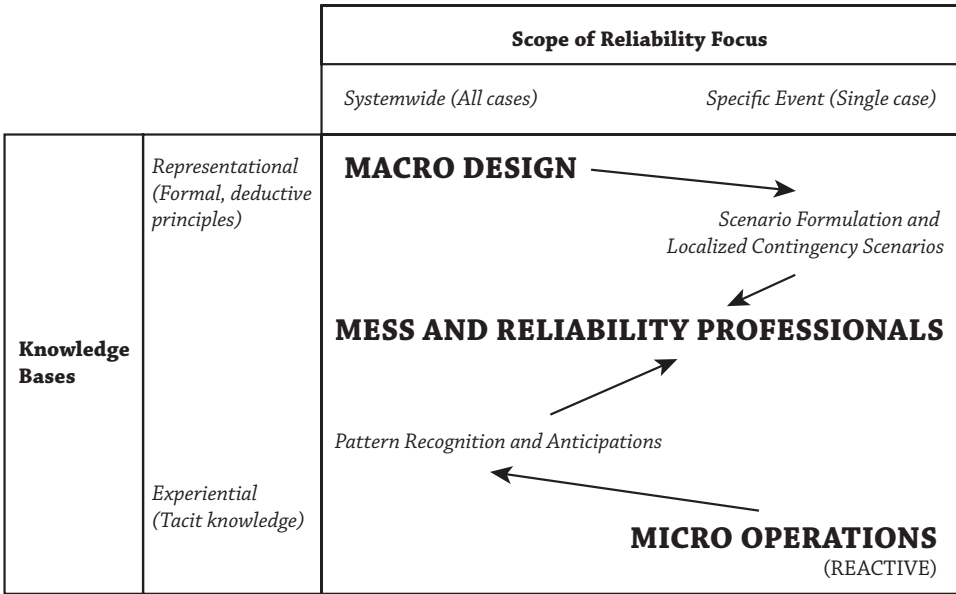 Scope of Reliability Focus
Systemwide (All cases)
Specific Event (Single case)
Representational
(Formal, deductive
principles)
MACRO DESIGN
Scenario Formulation and
Localized Contingency Scenarios
MESS AND RELIABILITY PROFESSIONALS
Knowledge
Bases
Pattern Recognition and Anticipations
Experiential
(Tacit knowledge)
MICRO OPERATIONS
(REACTIVE)